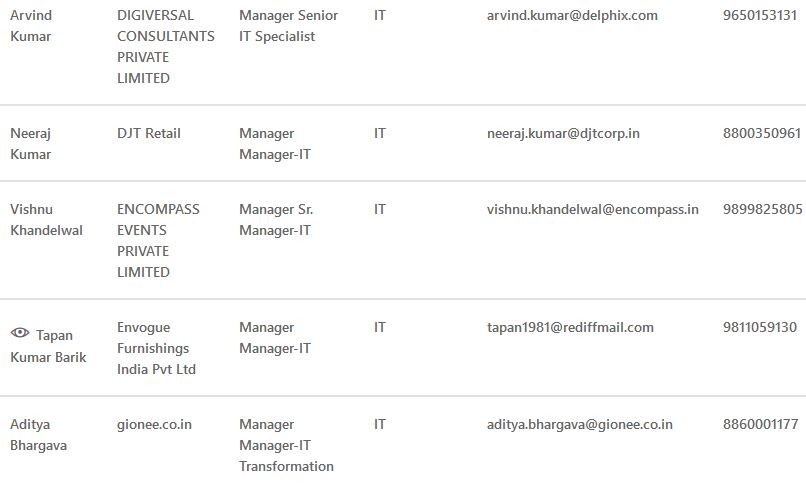 Arvind Kumar DIGIVERSAL CONSULTANTS PRIVATE LIMITED Manager Senior IT Specialist IT arvind.kumar@delphix.com 9650153131
Neeraj Kumar DJT Retail Manager Manager-IT IT neeraj.kumar@djtcorp.in 8800350961
Vishnu Khandelwal ENCOMPASS EVENTS PRIVATE LIMITED Manager Sr. Manager-IT IT vishnu.khandelwal@encompass.in 9899825805
Tapan Kumar Barik Envogue Furnishings India Pvt Ltd Manager Manager-IT IT tapan1981@rediffmail.com 9811059130
Aditya Bhargava gionee.co.in Manager Manager-IT Transformation IT aditya.bhargava@gionee.co.in 8860001177